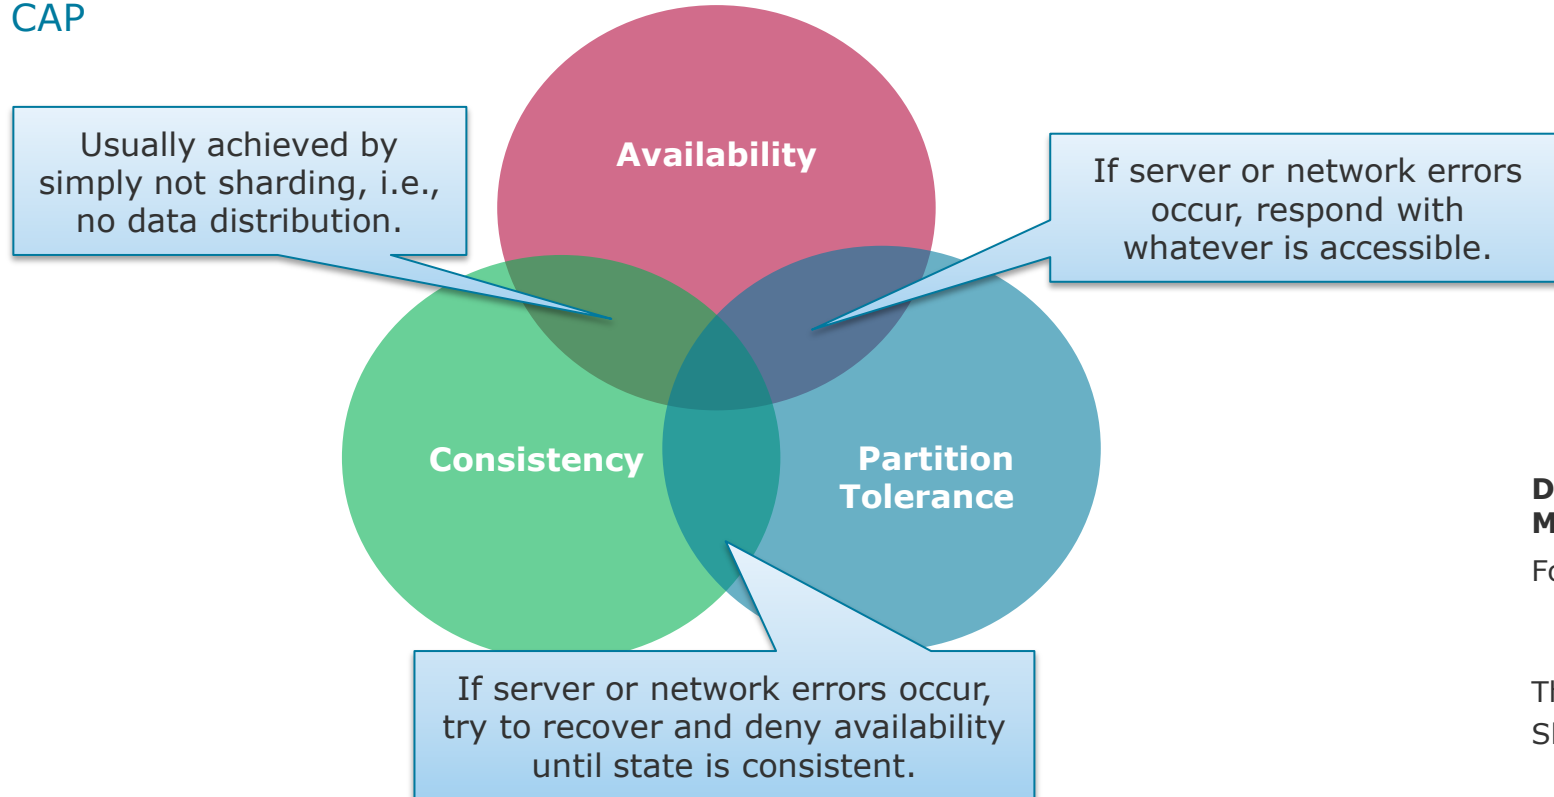 CAP
Usually achieved by
simply not sharding, i.e.,
no data distribution.
Availability
If server or network errors
occur, respond with
whatever is accessible.
Consistency
Partition
Tolerance
If server or network errors occur,
try to recover and deny availability
until state is consistent.